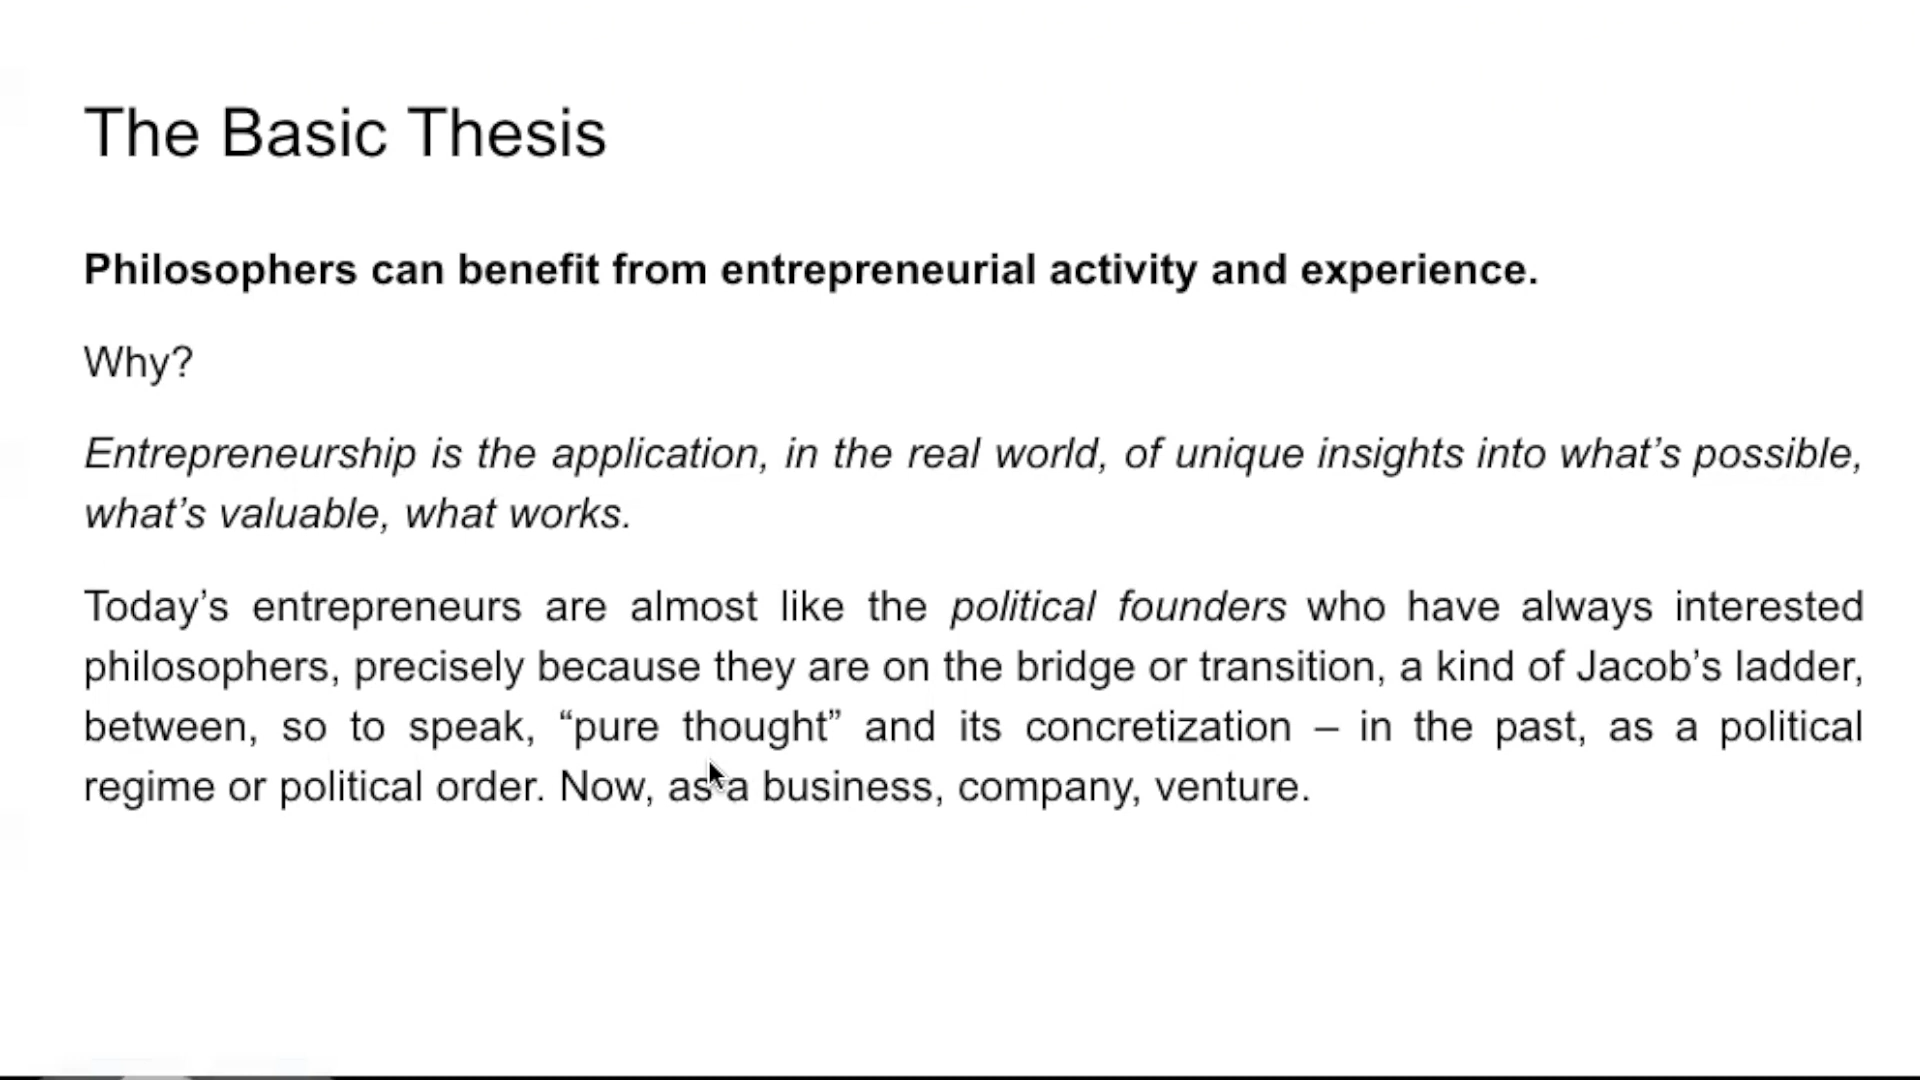 The Basic Thesis
Philosophers can benefit from entrepreneurial activity and experience.
Why?
Entrepreneurship is the application, in the real world, of unique insights into what’s possible,
what’s valuable, what works.
Today’s entrepreneurs are almost like the political founders who have always interested
philosophers, precisely because they are on the bridge or transition, a kind of Jacob’s ladder,
between, so to speak, “pure thought” and its concretization – in the past, as a political
regime or political order. Now, as a business, company, venture.